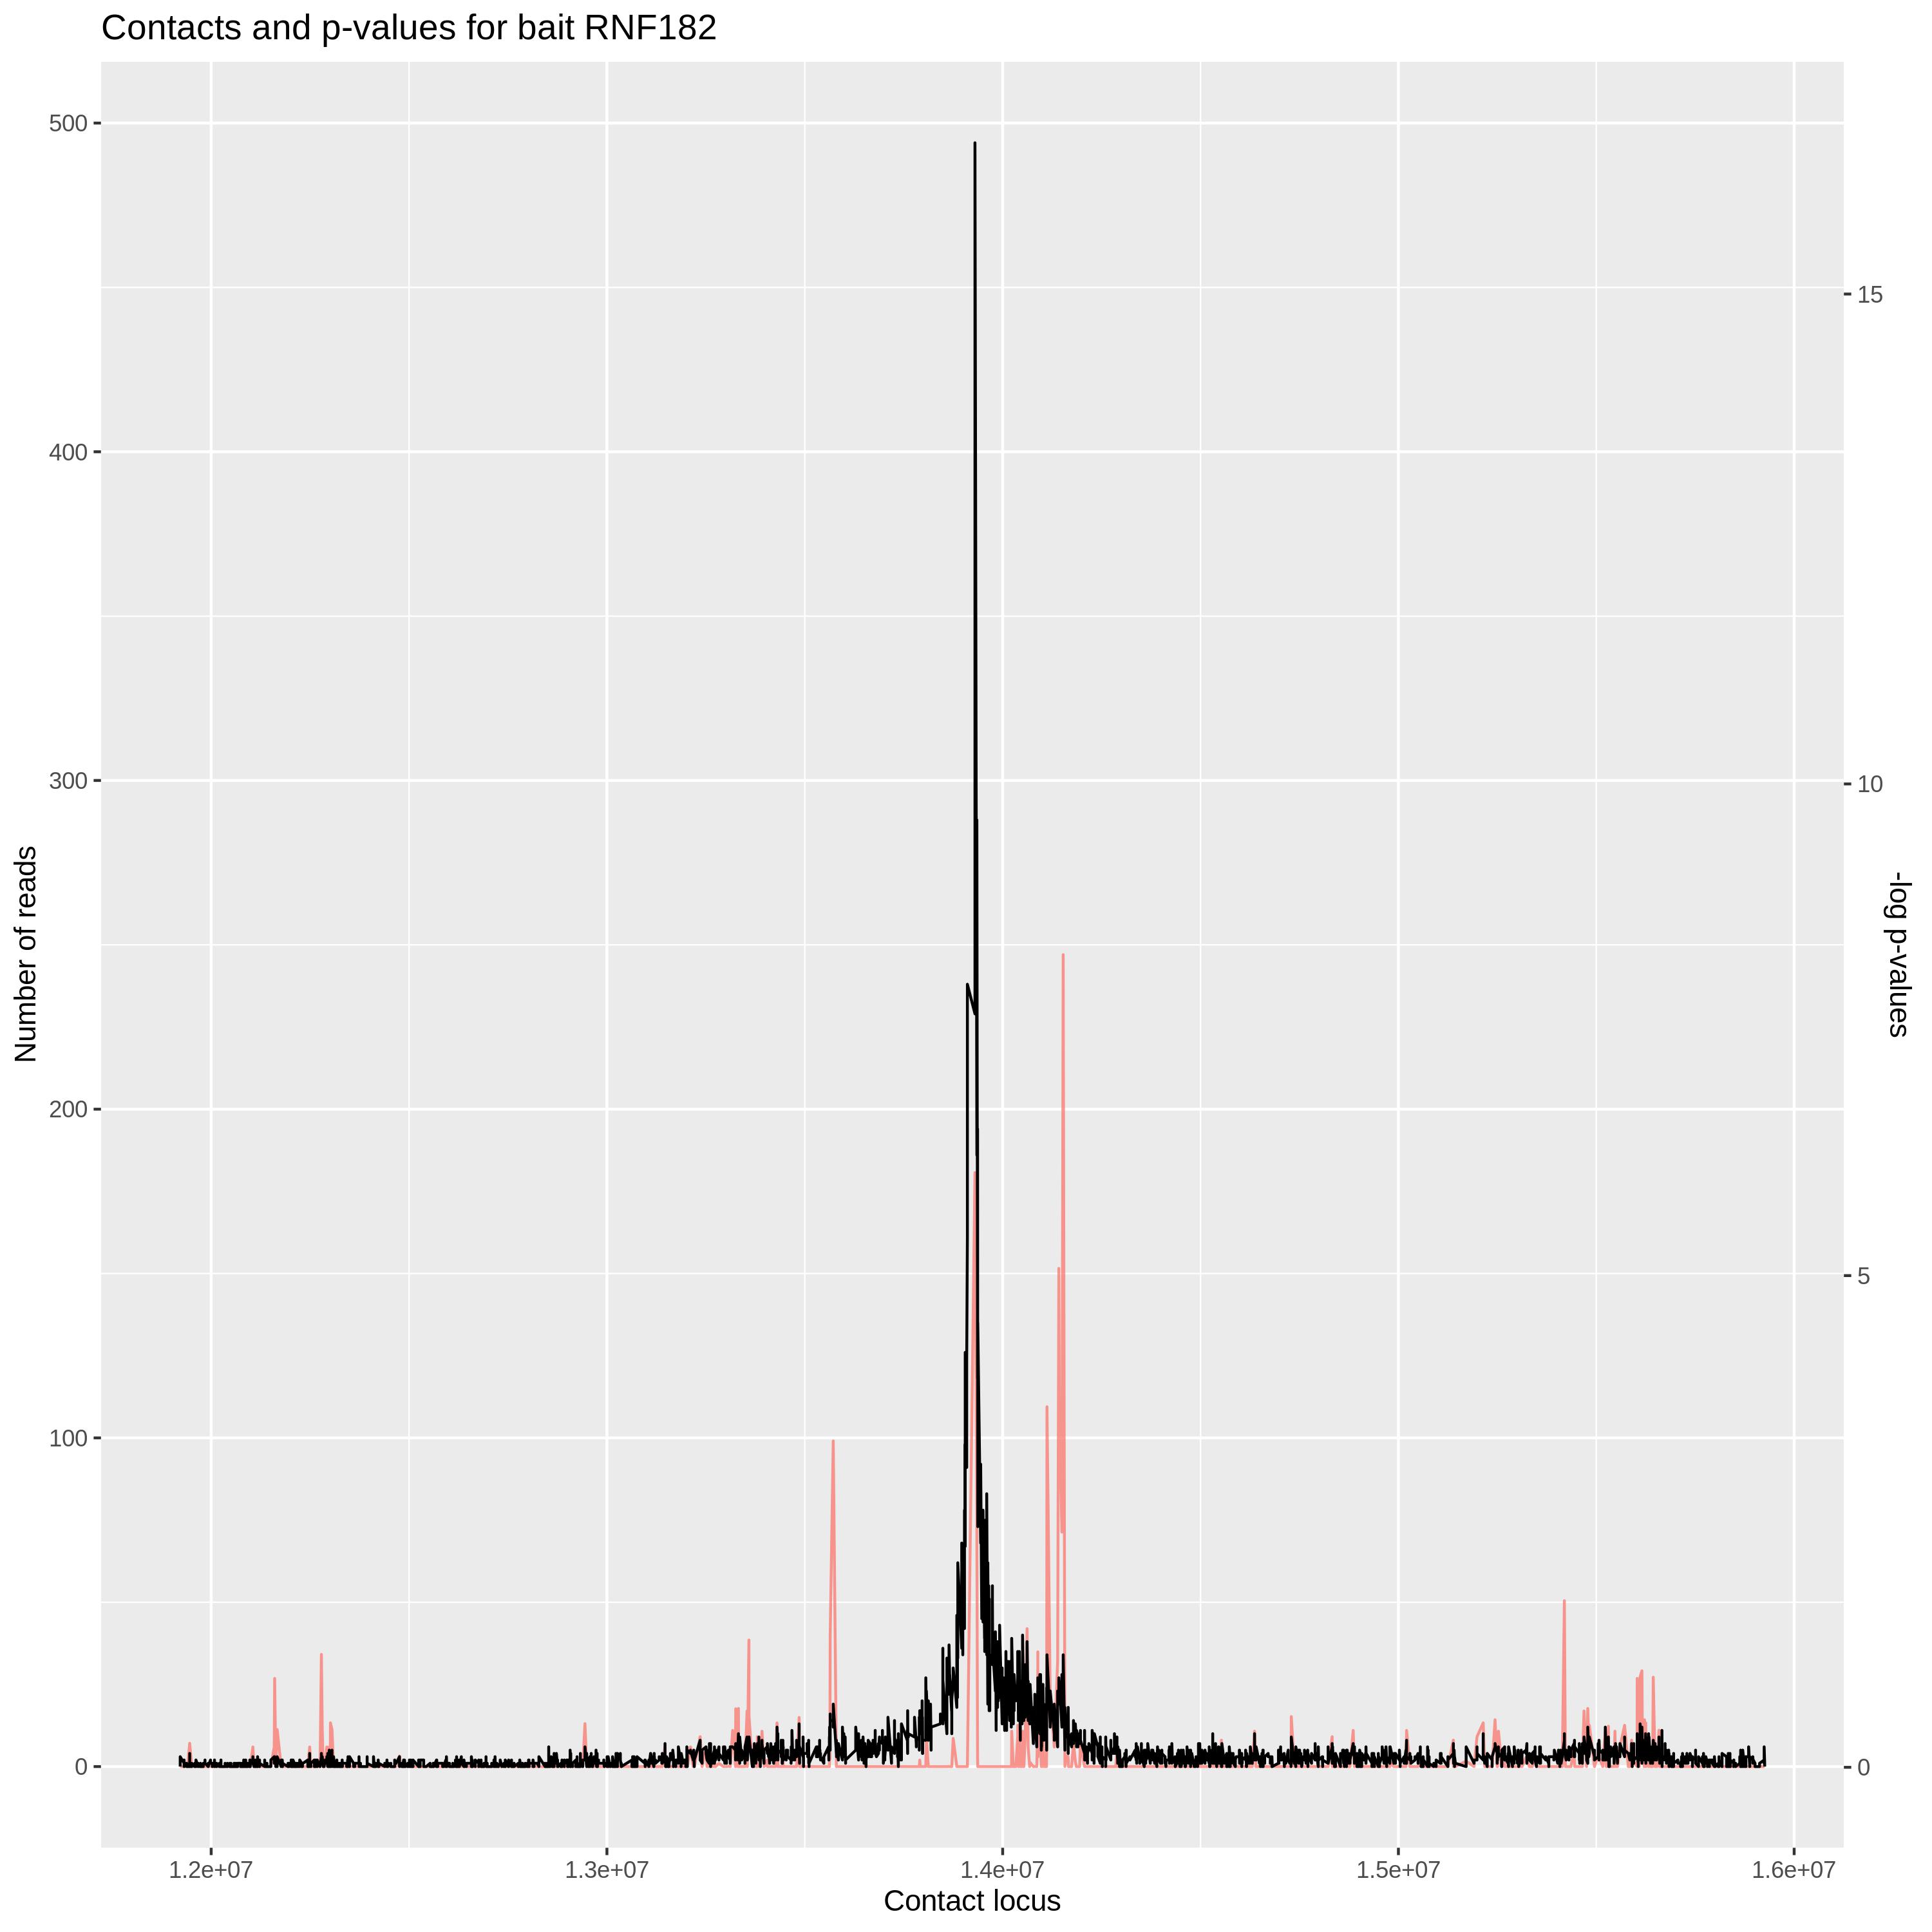 Contacts and p-values for bait RNF182
500
400
300
200
100
0
Number of reads
15
10
5
0
-log p-values
1.2e+07
1.3e+07
1.4e+07
1.5e+07
1.6e+07
Contact locus